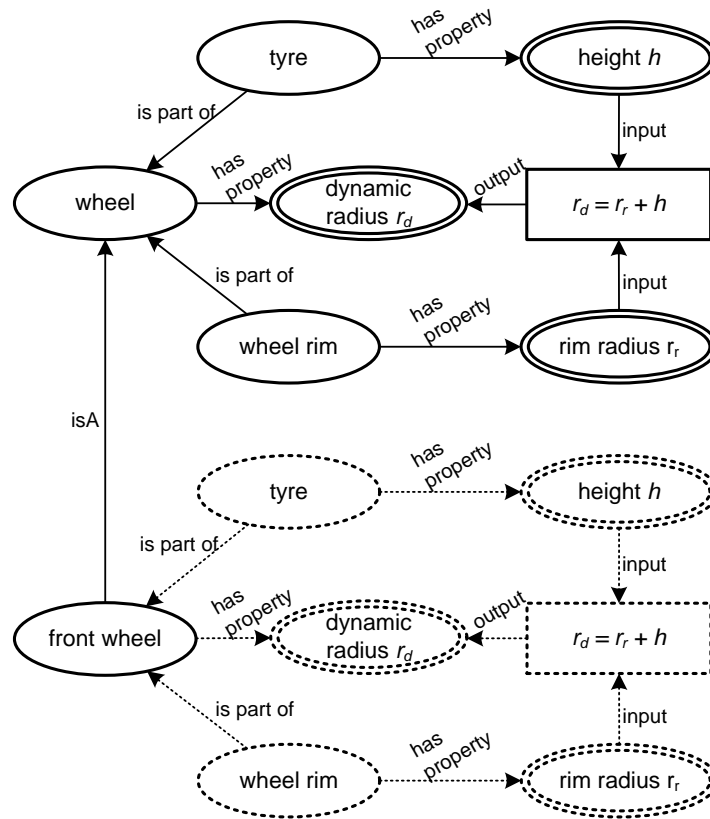 tyre
has
property
height h
is part of
input
wheel
has
property
dynamic
radius r_d
output
r_d = r_r + h
is part of
input
wheel rim
has
property
rim radius r_r
isA
tyre
has
property
height h
is part of
input
front wheel
has
property
dynamic
radius r_d
output
r_d = r_r + h
is part of
input
wheel rim
has
property
rim radius r_r